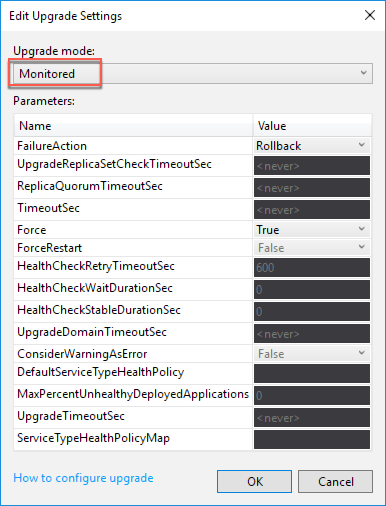 Edit Upgrade Settings
Upgrade mode:
Monitored
Parameters:
Name Value
FailureAction Rollback
UpgradeReplicaSetCheckTimeoutSec <never>
ReplicaQuorumTimeoutSec <never>
TimeoutSec <never>
Force True
ForceRestart False
HealthCheckRetryTimeoutSec 600
HealthCheckWaitDurationSec 0
HealthCheckStableDurationSec 0
UpgradeDomainTimeoutSec <never>
ConsiderWarningAsError False
DefaultServiceTypeHealthPolicy
MaxPercentUnhealthyDeployedApplications 0
UpgradeTimeoutSec <never>
ServiceTypeHealthPolicyMap
How to configure upgrade OK Cancel